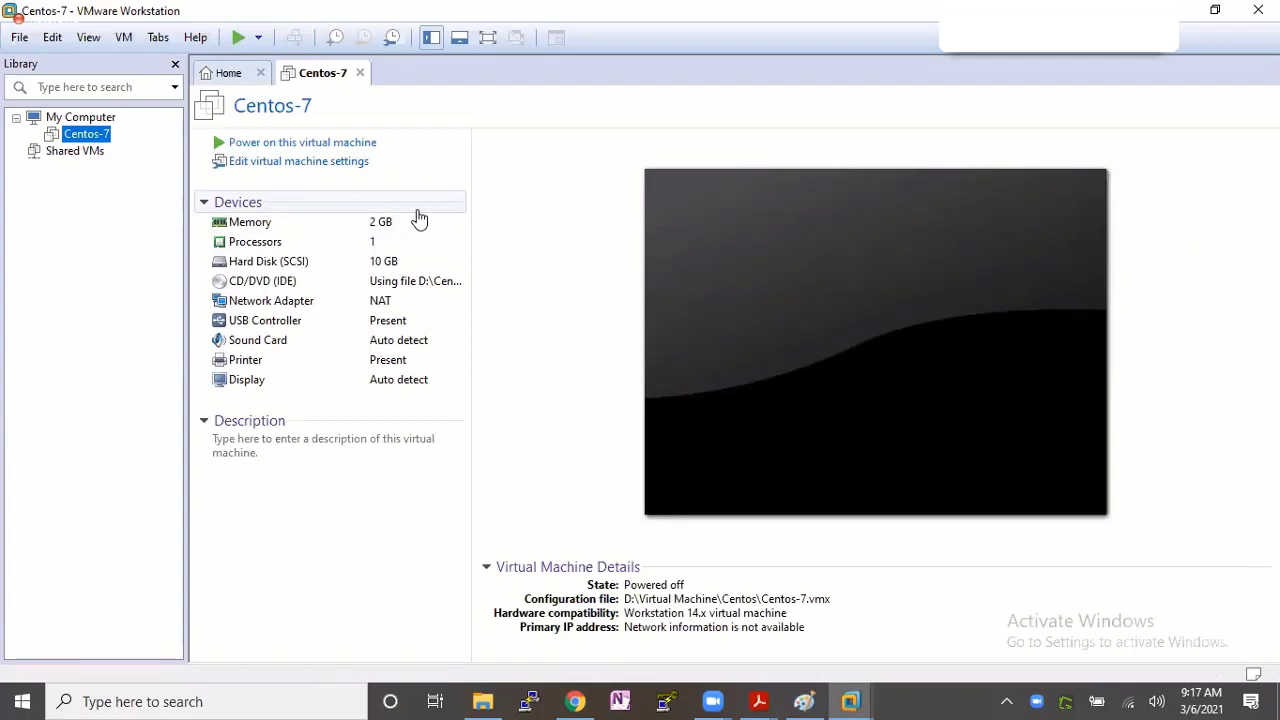 Centos-7 - VMware Workstation
File Edit View VM Tabs Help
Library
Type here to search
My Computer
Centos-7
Shared VMs
Home
Centos-7
Centos-7
Power on this virtual machine
Edit virtual machine settings
Devices
Memory 2 GB
Processors 1
Hard Disk (SCSI) 10 GB
CD/DVD (IDE) Using file D:\Cen...
Network Adapter NAT
USB Controller Present
Sound Card Auto detect
Printer Present
Display Auto detect
Description
Type here to enter a description of this virtual
machine.
Virtual Machine Details
State: Powered off
Configuration file: D:\Virtual Machine\Centos\Centos-7.vmx
Hardware compatibility: Workstation 14.x virtual machine
Primary IP address: Network information is not available
Activate Windows
Go to Settings to activate Windows.
Type here to search
9:17 AM
3/6/2021